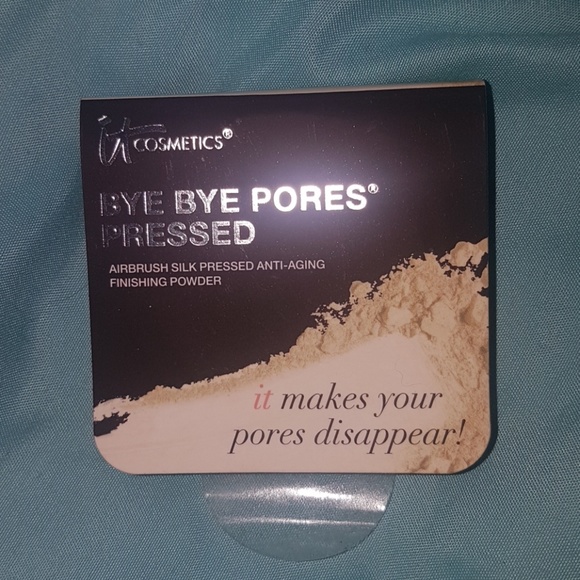 it COSMETICS®
BYE BYE PORES®
PRESSED
AIRBRUSH SILK PRESSED ANTI-AGING
FINISHING POWDER
it makes your
pores disappear!